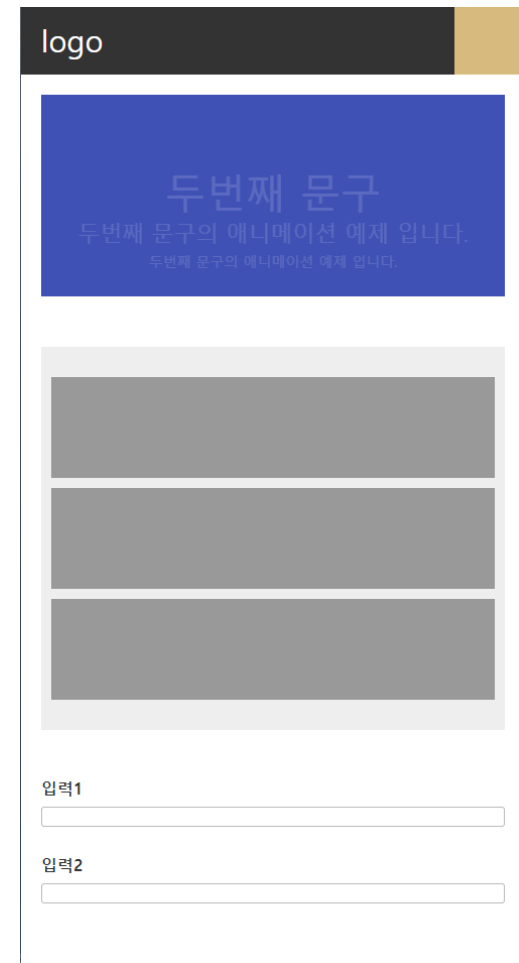 logo
두번째 문구
두번째 문구의 애니메이션 예제 입니다.
두번째 문구의 애니메이션 예제 입니다.
입력1
입력2